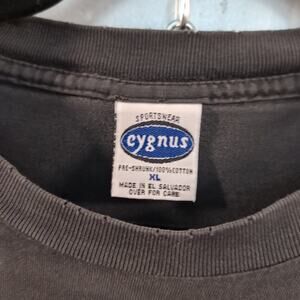 SPORTSWEAR
cygnus
PRE-SHRUNK/100% COTTON
XL
MADE IN EL SALVADOR
OVER FOR CARE